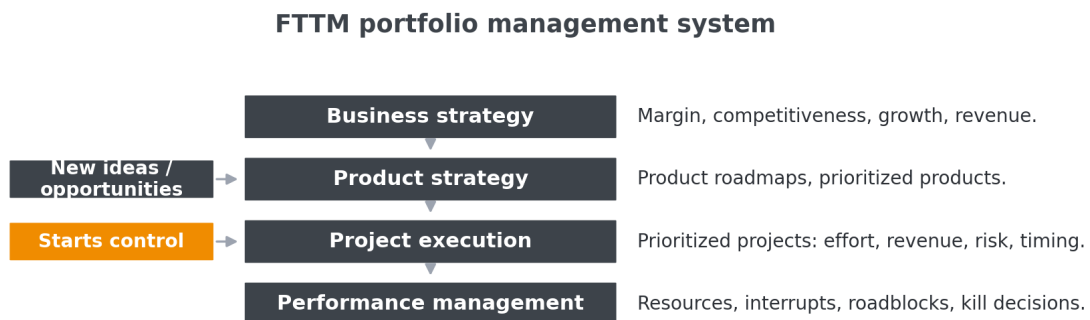 FTTM portfolio management system
Business strategy
Margin, competitiveness, growth, revenue.
New ideas /
opportunities
Product strategy
Product roadmaps, prioritized products.
Starts control
Project execution
Prioritized projects: effort, revenue, risk, timing.
Performance management
Resources, interrupts, roadblocks, kill decisions.